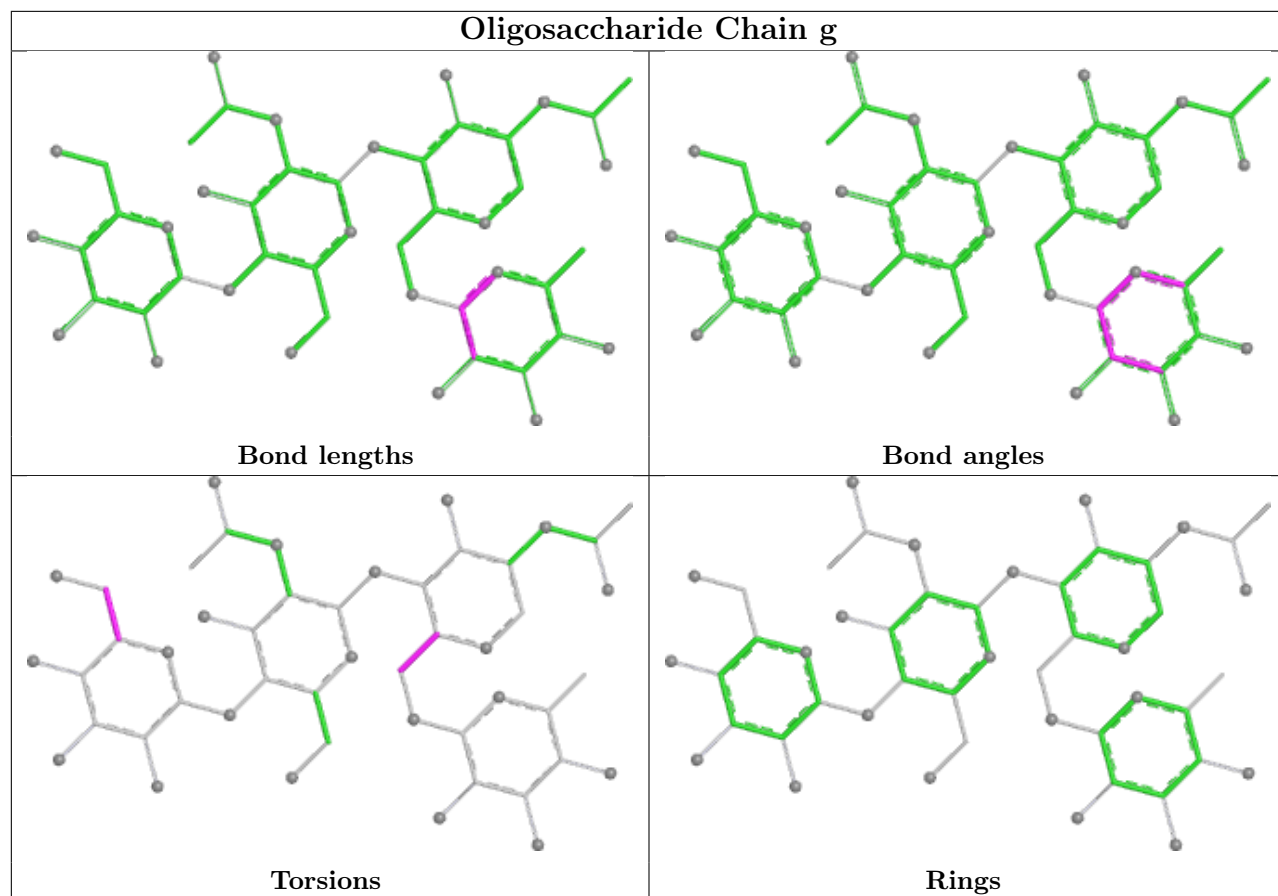 Oligosaccharide Chain g
Bond lengths
Bond angles
Torsions
Rings